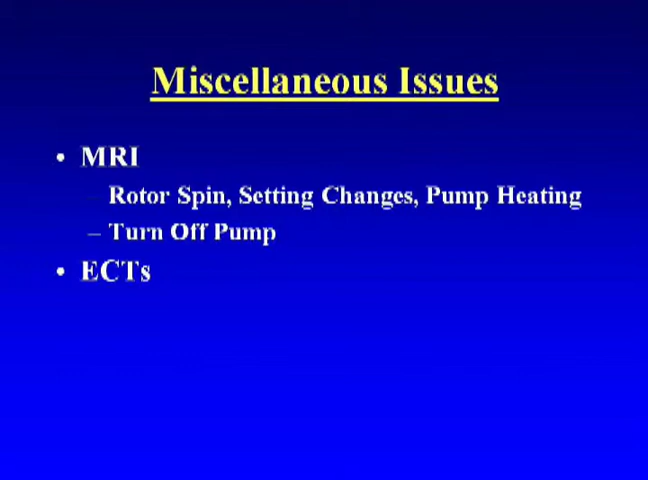 Miscellaneous Issues
• MRI
– Rotor Spin, Setting Changes, Pump Heating
– Turn Off Pump
• ECTs